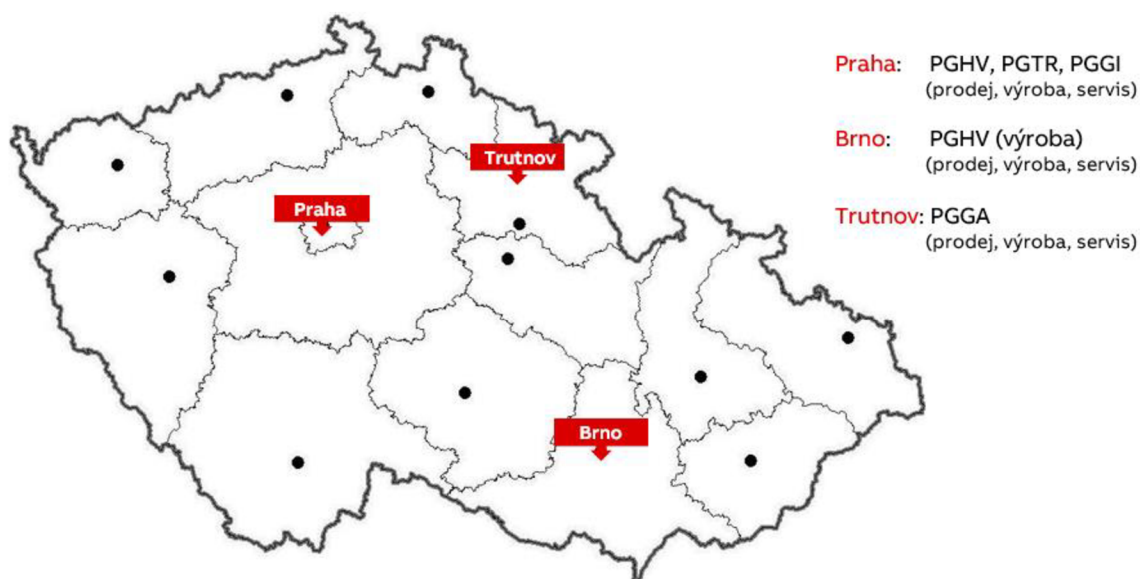 Praha: PGHV, PGTR, PGGI
(prodej, výroba, servis)
Trutnov
Brno: PGHV (výroba)
(prodej, výroba, servis)
Praha
Trutnov: PGGA
(prodej, výroba, servis)
Brno